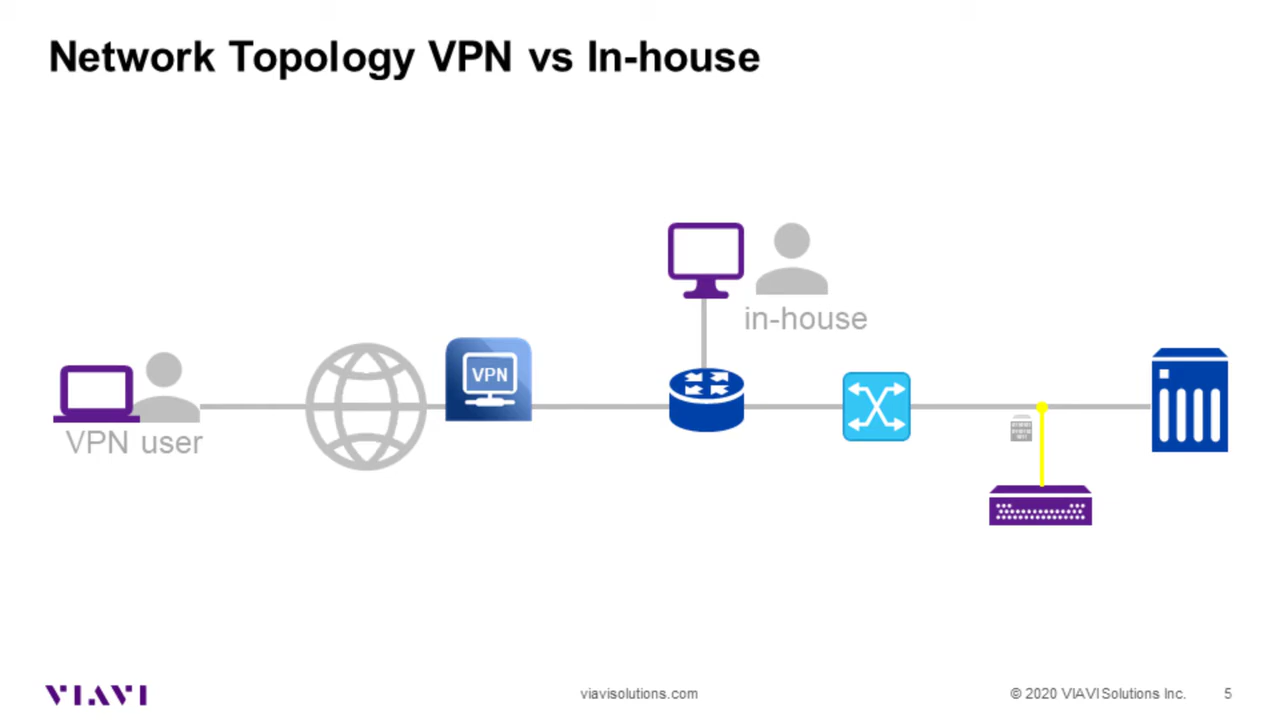 Network Topology VPN vs In-house
in-house
VPN
VPN user
VIAVI
viavisolutions.com
© 2020 VIAVI Solutions Inc.
5